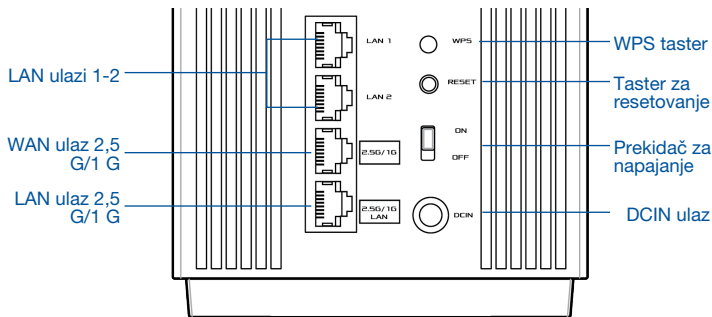 LAN ulazi 1-2
WAN ulaz 2,5
G/1 G
LAN ulaz 2,5
G/1 G
LAN 1
LAN 2
2.5G/1G
2.5G/1G
LAN
WPS
RESET
ON
OFF
DCIN
WPS taster
Taster za
resetovanje
Prekidač za
napajanje
DCIN ulaz